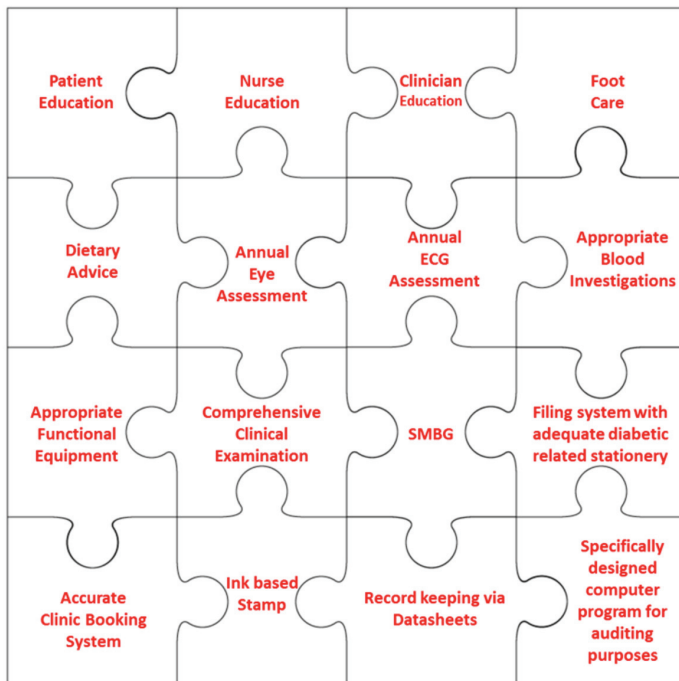 Patient
Education
Nurse
Education
Clinician
Education
Foot
Care
Dietary
Advice
Annual
Eye
Assessment
Annual
ECG
Assessment
Appropriate
Blood
Investigations
Appropriate
Functional
Equipment
Comprehensive
Clinical
Examination
SMBG
Filing system with
adequate diabetic
related stationery
Accurate
Clinic Booking
System
Ink based
Stamp
Record keeping via
Datasheets
Specifically
designed
computer
program for
auditing
purposes